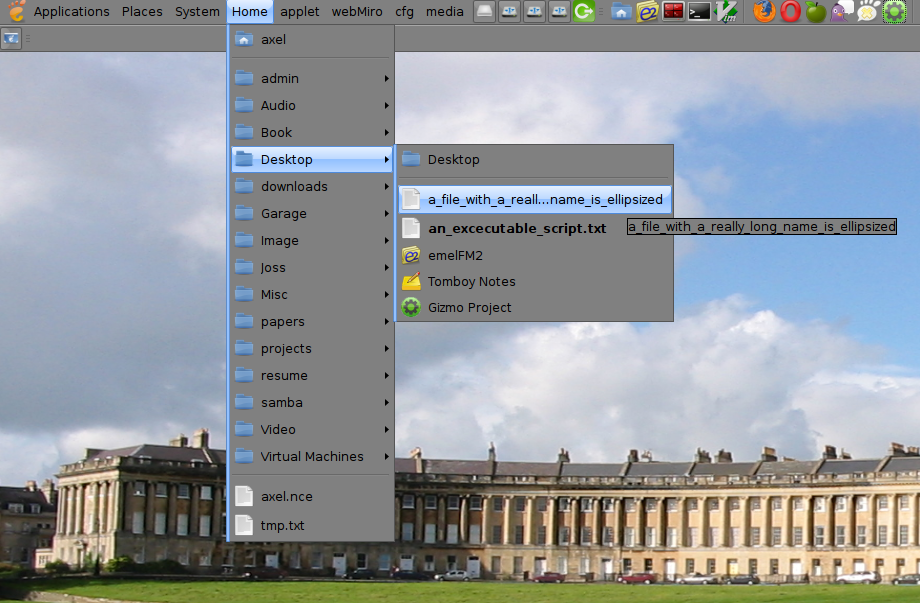 Applications Places System Home applet webMiro cfg media
axel
admin
Audio
Book
Desktop
downloads
Garage
Image
Joss
Misc
papers
projects
resume
samba
Video
Virtual Machines
axel.nce
tmp.txt
Desktop
a_file_with_a_reall...name_is_ellipsized
an_excecutable_script.txt
emelFM2
Tomboy Notes
Gizmo Project
a_file_with_a_really_long_name_is_ellipsized